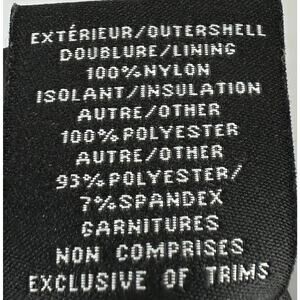 EXTÉRIEUR/OUTERSHELL
DOUBLURE/LINING
100%NYLON
ISOLANT/INSULATION
AUTRE/OTHER
100%POLYESTER
AUTRE/OTHER
93%POLYESTER/
7%SPANDEX
GARNITURES
NON COMPRISES
EXCLUSIVE OF TRIMS